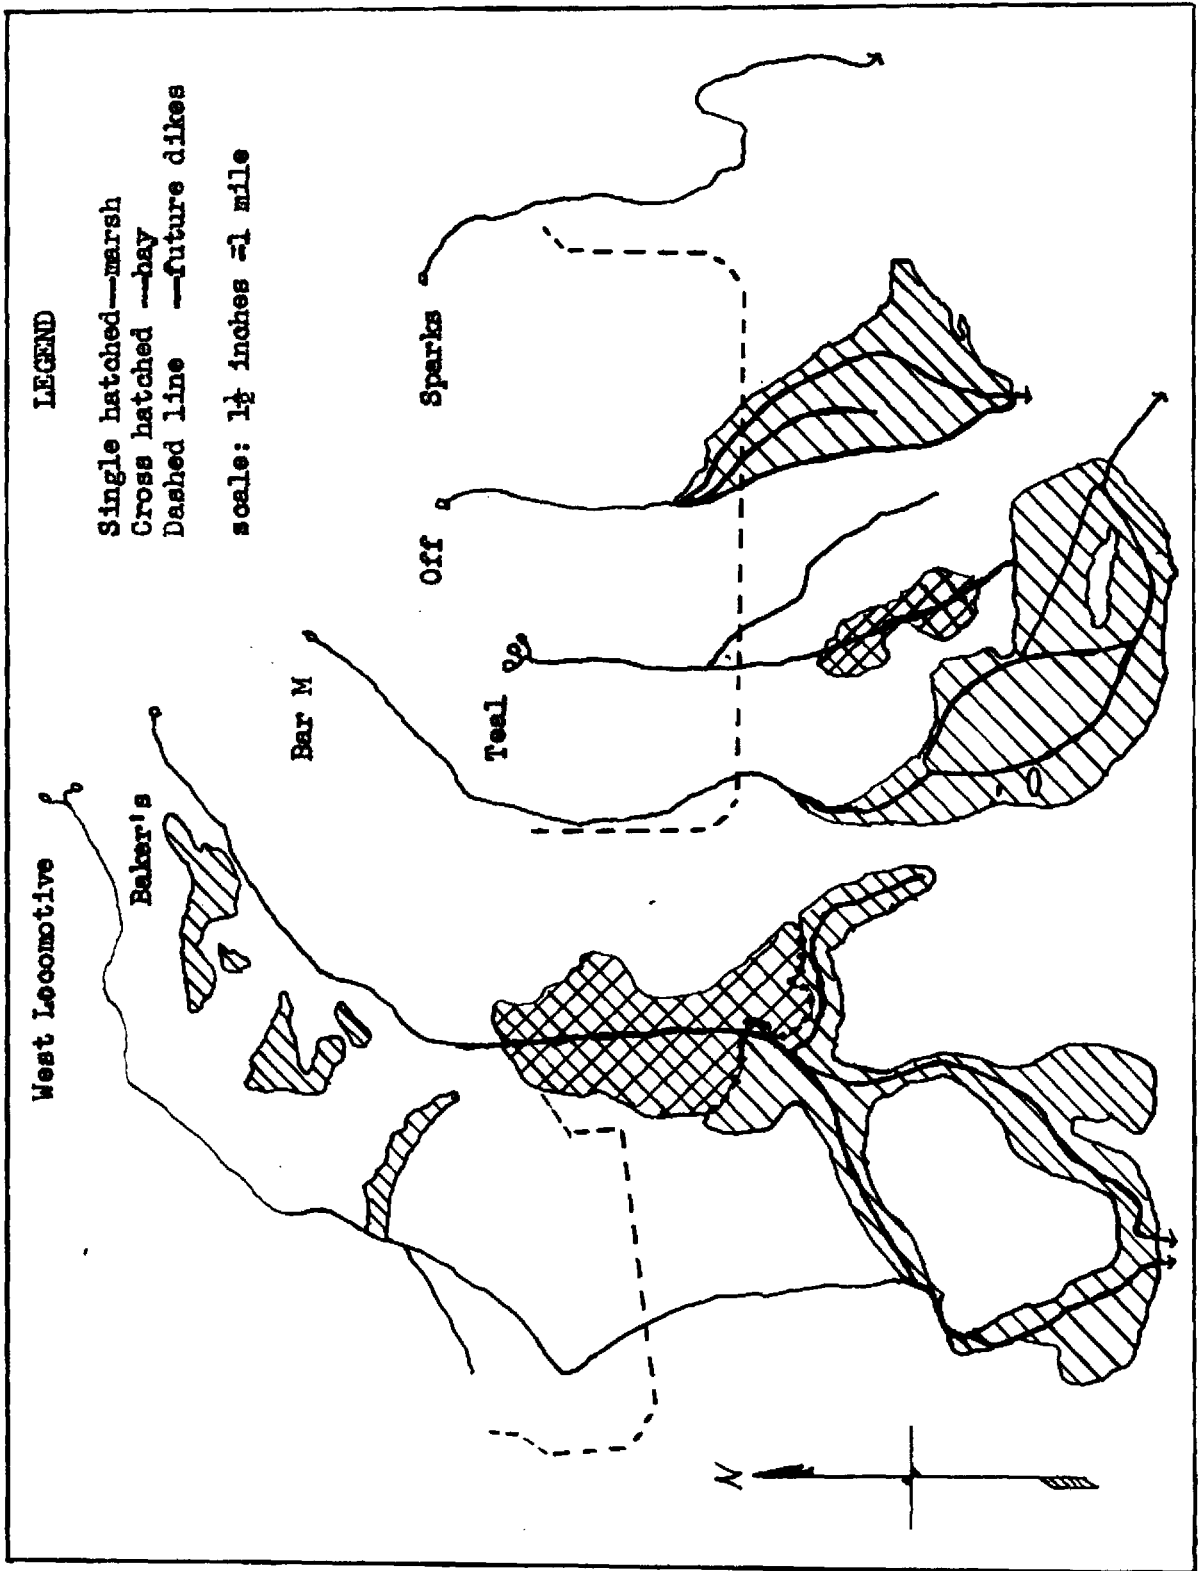 LEGEND
Single hatched—marsh
Cross hatched —hay
Dashed line —future dikes
scale: 1½ inches =1 mile
West Locomotive
Baker's
Bar M
Teal
Off
Sparks
N